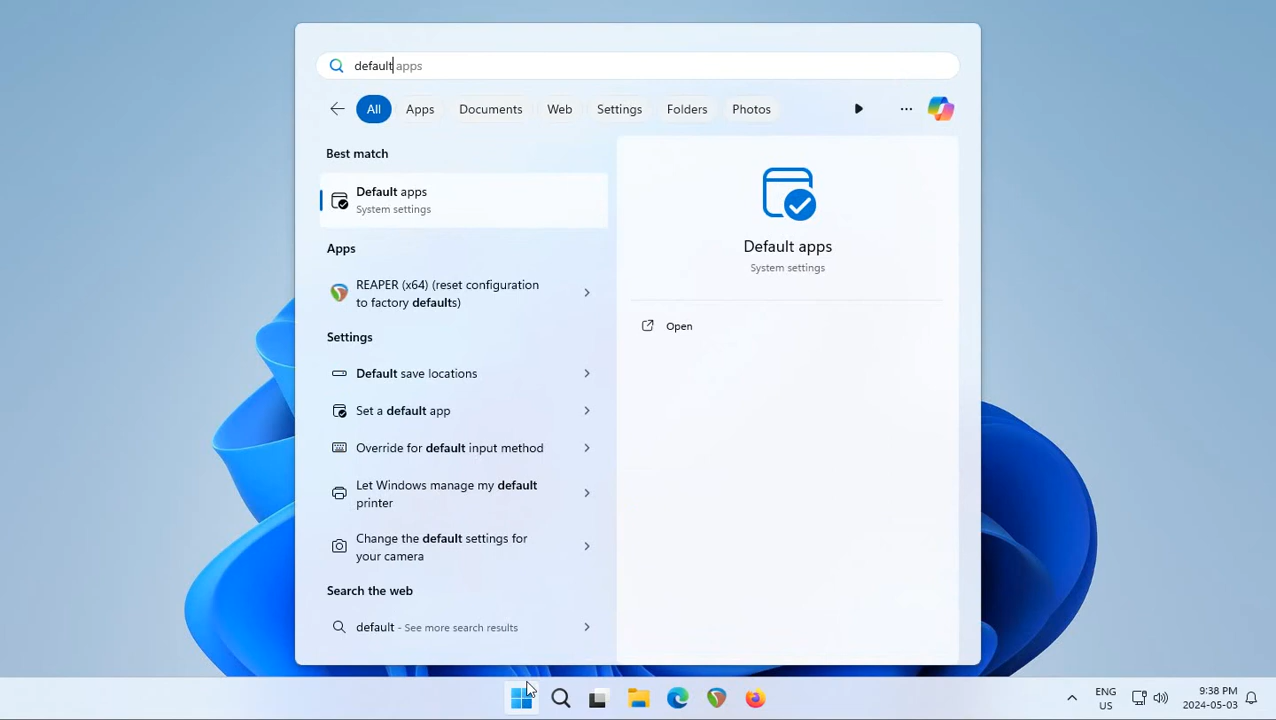 default apps
All Apps Documents Web Settings Folders Photos
Best match
Default apps
System settings
Apps
REAPER (x64) (reset configuration
to factory defaults)
Settings
Default save locations
Set a default app
Override for default input method
Let Windows manage my default
printer
Change the default settings for
your camera
Search the web
default - See more search results
Default apps
System settings
Open
ENG
US
9:38 PM
2024-05-03